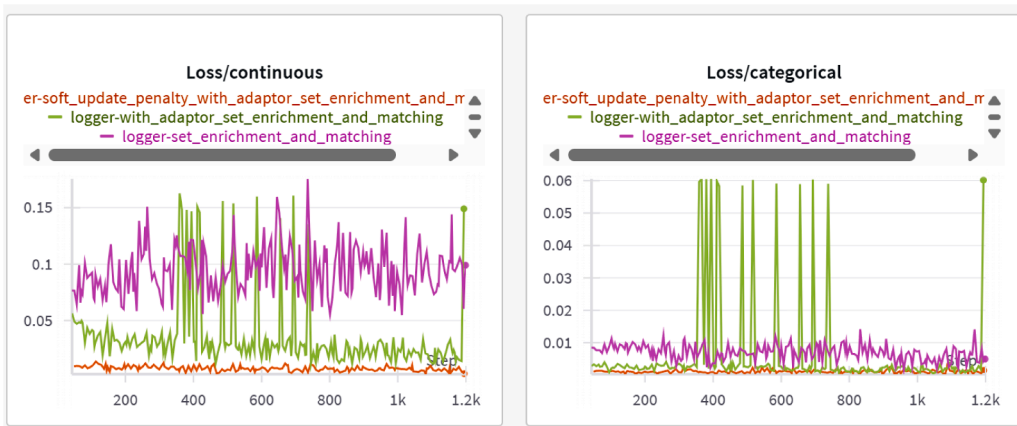 Loss/continuous
er-soft_update_penalty_with_adaptor_set_enrichment_and_m
logger-with_adaptor_set_enrichment_and_matching
logger-set_enrichment_and_matching
0.15
0.1
0.05
Step
200 400 600 800 1k 1.2k
Loss/categorical
er-soft_update_penalty_with_adaptor_set_enrichment_and_m
logger-with_adaptor_set_enrichment_and_matching
logger-set_enrichment_and_matching
0.06
0.05
0.04
0.03
0.02
0.01
Step
200 400 600 800 1k 1.2k